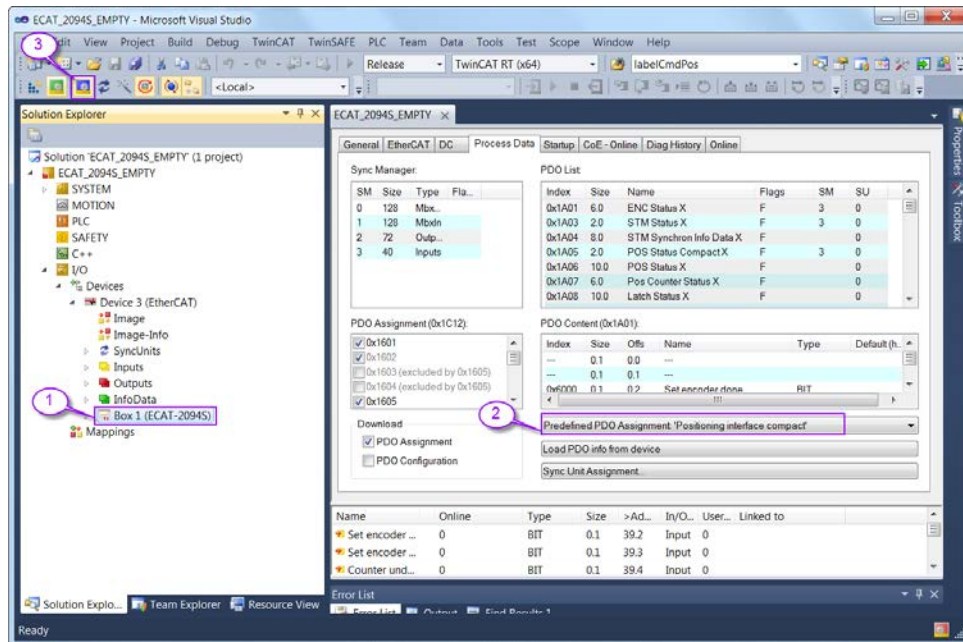 ECAT_2094S_EMPTY - Microsoft Visual Studio
3
Edit View Project Build Debug TwinCAT TwinSAFE PLC Team Data Tools Test Scope Window Help
Release TwinCAT RT (x64) labelCmdPos
<Local>
Solution Explorer
Solution 'ECAT_2094S_EMPTY' (1 project)
ECAT_2094S_EMPTY
SYSTEM
MOTION
PLC
SAFETY
C++
I/O
Devices
Device 3 (EtherCAT)
Image
Image-Info
SyncUnits
Inputs
Outputs
InfoData
1
Box 1 (ECAT-2094S)
Mappings
Solution Explo... Team Explorer Resource View
ECAT_2094S_EMPTY
General EtherCAT DC Process Data Startup CoE - Online Diag History Online
Sync Manager:
SM Size Type Fla...
0 128 Mbx...
1 128 MbxIn
2 72 Outp...
3 40 Inputs
PDO List:
Index Size Name Flags SM SU
0x1A01 6.0 ENC Status X F 3 0
0x1A03 2.0 STM Status X F 3 0
0x1A04 8.0 STM Synchron Info Data X F 0
0x1A05 2.0 POS Status Compact X F 3 0
0x1A06 10.0 POS Status X F 0
0x1A07 6.0 Pos Counter Status X F 0
0x1A08 10.0 Latch Status X F 0
PDO Assignment (0x1C12):
0x1601
0x1602
0x1603 (excluded by 0x1605)
0x1604 (excluded by 0x1605)
0x1605
PDO Content (0x1A01):
Index Size Offs Name Type Default (h...
--- 0.1 0.0 ---
--- 0.1 0.1 ---
0x6000 0.1 0.2 Set encoder done BIT
2
Download
PDO Assignment
PDO Configuration
Predefined PDO Assignment: 'Positioning interface compact'
Load PDO info from device
Sync Unit Assignment...
Name Online Type Size >Ad... In/O... User... Linked to
Set encoder ... 0 BIT 0.1 39.2 Input 0
Set encoder ... 0 BIT 0.1 39.3 Input 0
Counter und... 0 BIT 0.1 39.4 Input 0
Error List
Error List Output Find Results 1
Properties
Toolbox
Ready